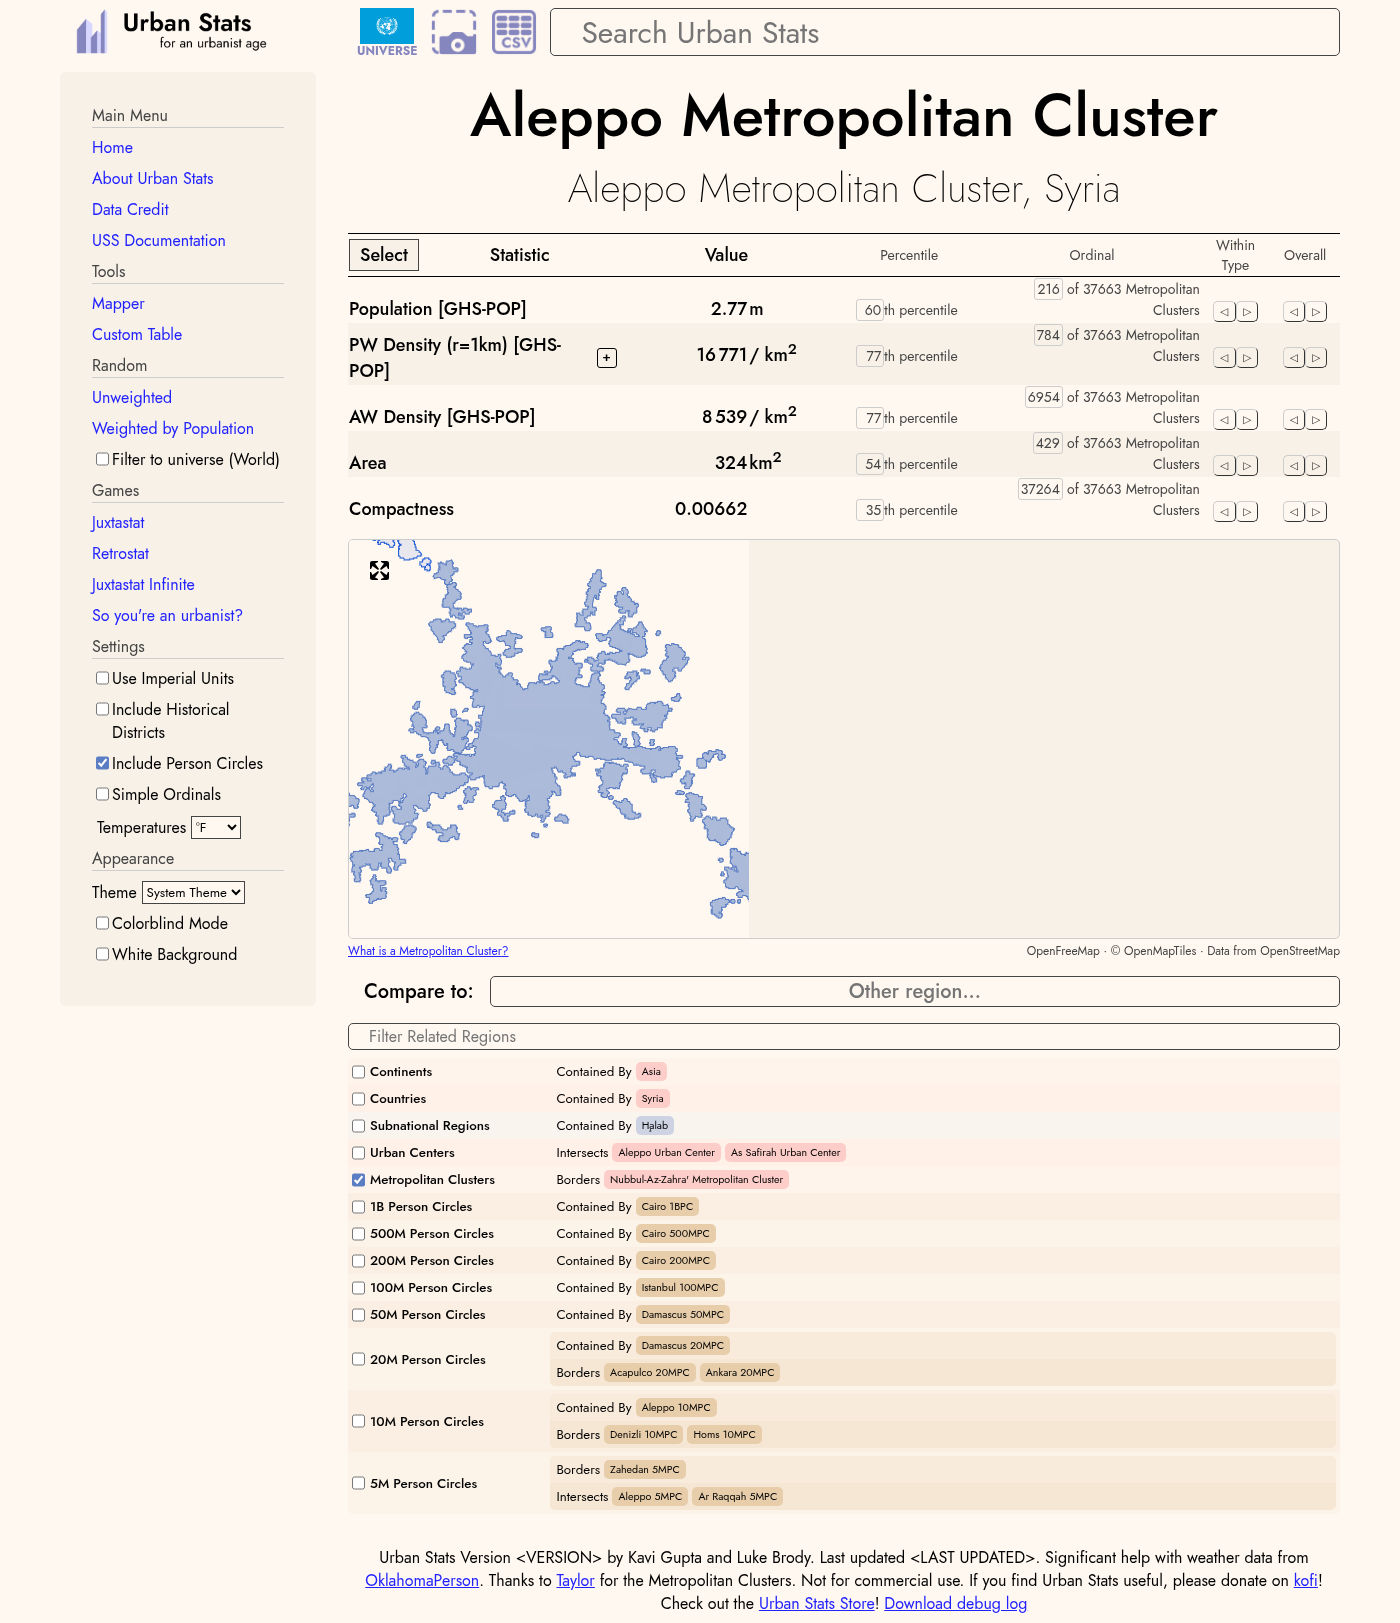 Urban Stats
for an urbanist age
UNIVERSE
CSV
Search Urban Stats
Main Menu
Home
About Urban Stats
Data Credit
USS Documentation
Tools
Mapper
Custom Table
Random
Unweighted
Weighted by Population
Filter to universe (World)
Games
Juxtastat
Retrostat
Juxtastat Infinite
So you're an urbanist?
Settings
Use Imperial Units
Include Historical
Districts
Include Person Circles
Simple Ordinals
Temperatures °F
Appearance
Theme System Theme
Colorblind Mode
White Background
Aleppo Metropolitan Cluster
Aleppo Metropolitan Cluster, Syria
Select Statistic Value Percentile Ordinal Within Type Overall
Population [GHS-POP] 2.77 m 60th percentile 216 of 37663 Metropolitan Clusters ◁ ▷ ◁ ▷
PW Density (r=1km) [GHS-POP] + 16 771 / km² 77th percentile 784 of 37663 Metropolitan Clusters ◁ ▷ ◁ ▷
AW Density [GHS-POP] 8 539 / km² 77th percentile 6954 of 37663 Metropolitan Clusters ◁ ▷ ◁ ▷
Area 324 km² 54th percentile 429 of 37663 Metropolitan Clusters ◁ ▷ ◁ ▷
Compactness 0.00662 35th percentile 37264 of 37663 Metropolitan Clusters ◁ ▷ ◁ ▷
What is a Metropolitan Cluster? OpenFreeMap · © OpenMapTiles · Data from OpenStreetMap
Compare to: Other region...
Filter Related Regions
Continents Contained By Asia
Countries Contained By Syria
Subnational Regions Contained By Ḩalab
Urban Centers Intersects Aleppo Urban Center As Safirah Urban Center
Metropolitan Clusters Borders Nubbul-Az-Zahra' Metropolitan Cluster
1B Person Circles Contained By Cairo 1BPC
500M Person Circles Contained By Cairo 500MPC
200M Person Circles Contained By Cairo 200MPC
100M Person Circles Contained By Istanbul 100MPC
50M Person Circles Contained By Damascus 50MPC
20M Person Circles Contained By Damascus 20MPC
Borders Acapulco 20MPC Ankara 20MPC
10M Person Circles Contained By Aleppo 10MPC
Borders Denizli 10MPC Homs 10MPC
5M Person Circles Borders Zahedan 5MPC
Intersects Aleppo 5MPC Ar Raqqah 5MPC
Urban Stats Version <VERSION> by Kavi Gupta and Luke Brody. Last updated <LAST UPDATED>. Significant help with weather data from
OklahomaPerson. Thanks to Taylor for the Metropolitan Clusters. Not for commercial use. If you find Urban Stats useful, please donate on kofi!
Check out the Urban Stats Store! Download debug log